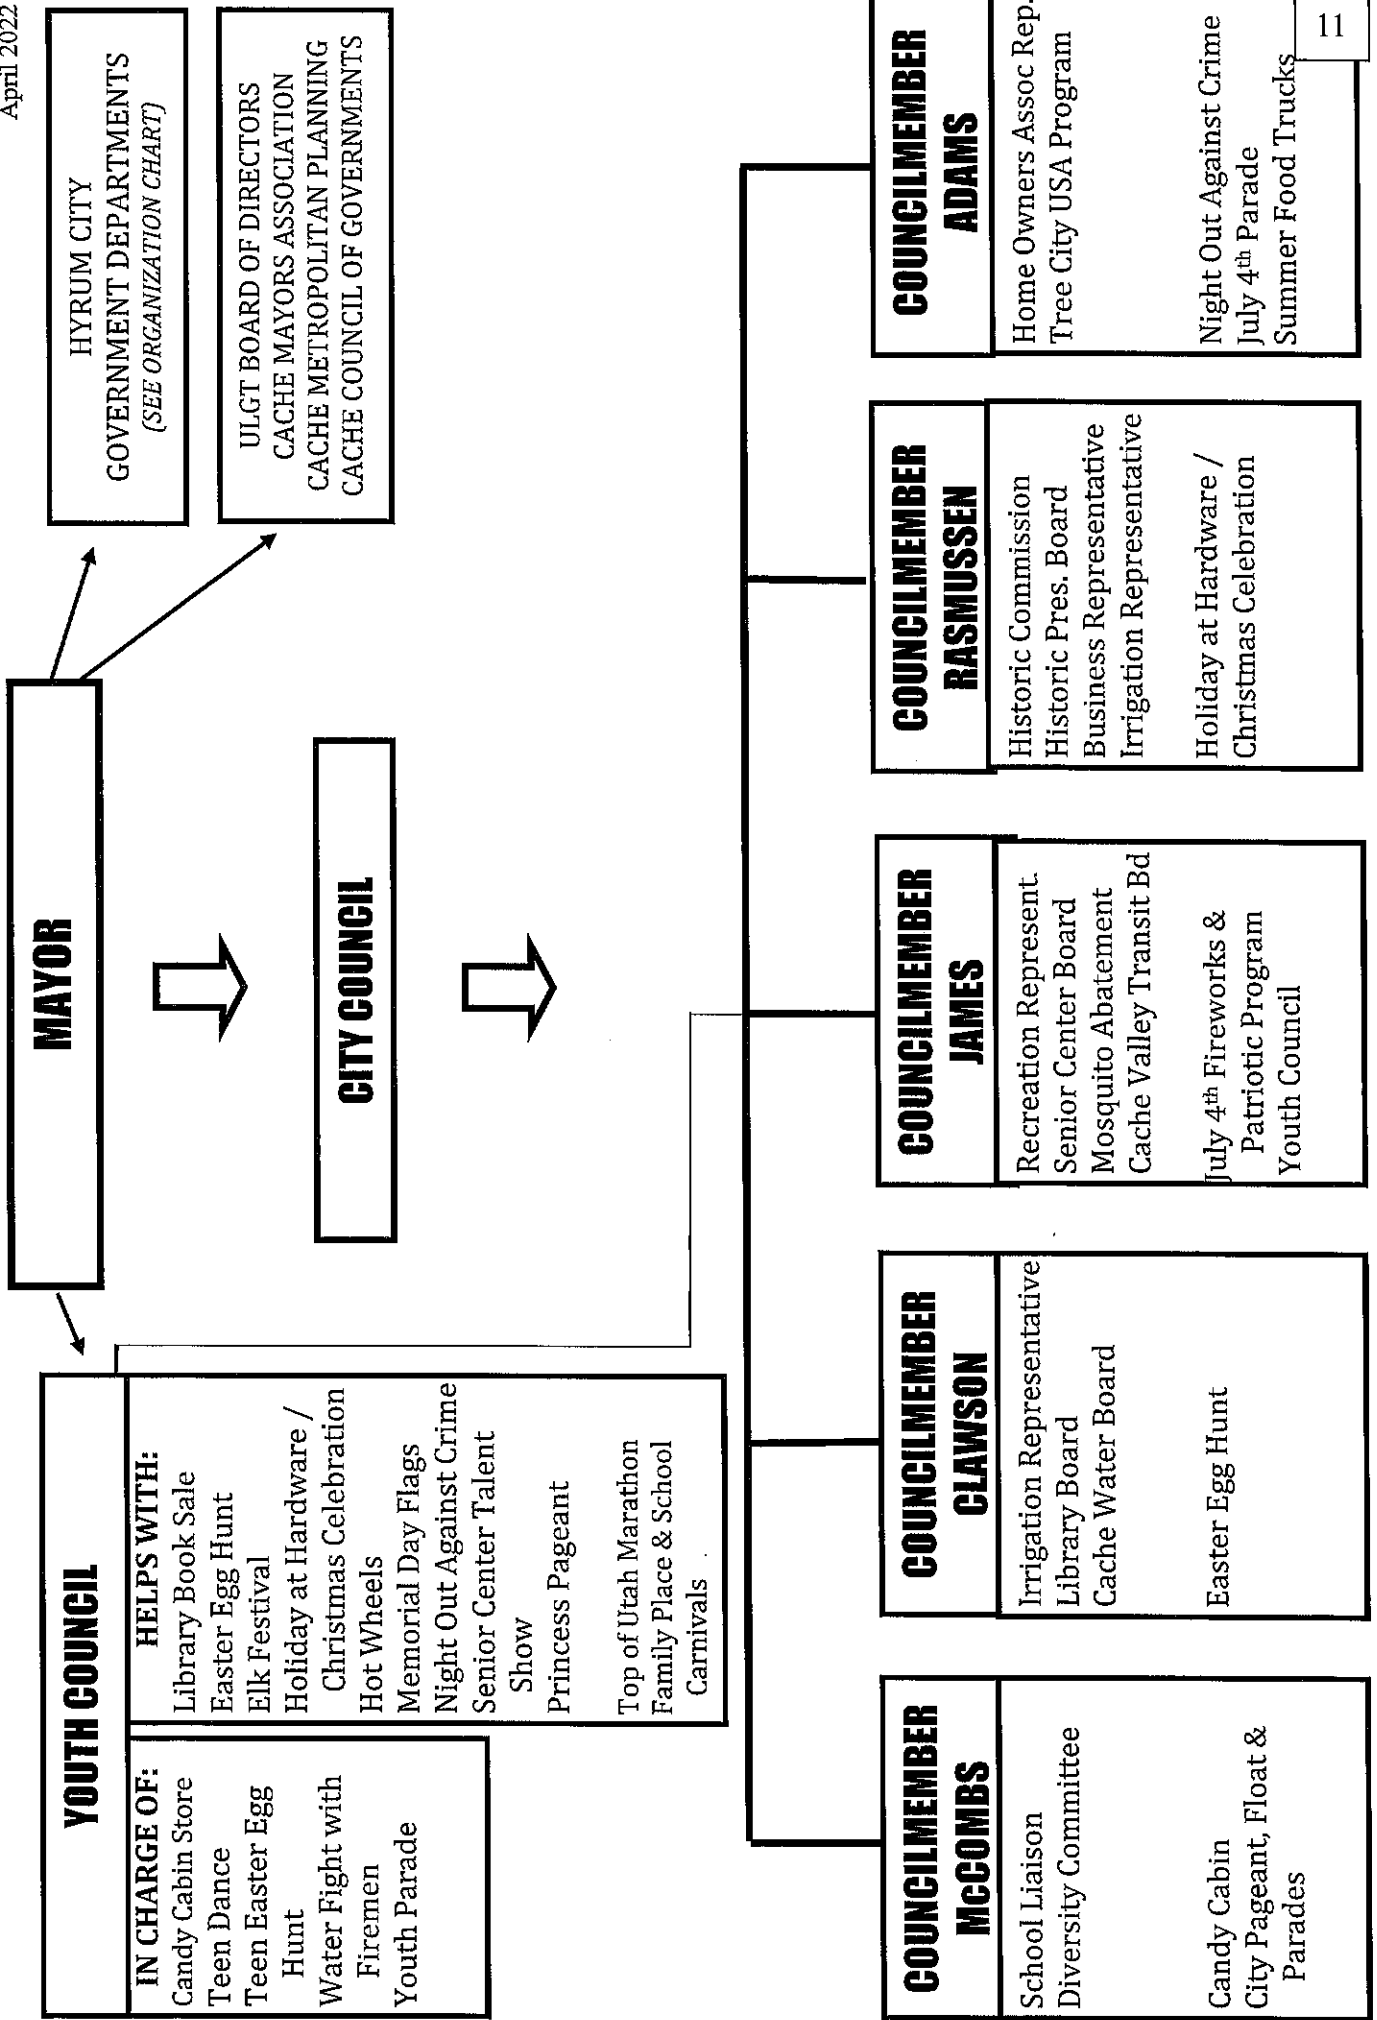 April 2022
MAYOR
HYRUM CITY
GOVERNMENT DEPARTMENTS
(SEE ORGANIZATION CHART)
ULGT BOARD OF DIRECTORS
CACHE MAYORS ASSOCIATION
CACHE METROPOLITAN PLANNING
CACHE COUNCIL OF GOVERNMENTS
CITY COUNCIL
YOUTH COUNCIL
IN CHARGE OF:
Candy Cabin Store
Teen Dance
Teen Easter Egg
Hunt
Water Fight with
Firemen
Youth Parade
HELPS WITH:
Library Book Sale
Easter Egg Hunt
Elk Festival
Holiday at Hardware /
Christmas Celebration
Hot Wheels
Memorial Day Flags
Night Out Against Crime
Senior Center Talent
Show
Princess Pageant
Top of Utah Marathon
Family Place & School
Carnivals
COUNCILMEMBER
McCOMBS
School Liaison
Diversity Committee
Candy Cabin
City Pageant, Float &
Parades
COUNCILMEMBER
CLAWSON
Irrigation Representative
Library Board
Cache Water Board
Easter Egg Hunt
COUNCILMEMBER
JAMES
Recreation Represent.
Senior Center Board
Mosquito Abatement
Cache Valley Transit Bd
July 4th Fireworks &
Patriotic Program
Youth Council
COUNCILMEMBER
RASMUSSEN
Historic Commission
Historic Pres. Board
Business Representative
Irrigation Representative
Holiday at Hardware /
Christmas Celebration
COUNCILMEMBER
ADAMS
Home Owners Assoc Rep.
Tree City USA Program
Night Out Against Crime
July 4th Parade
Summer Food Trucks
11